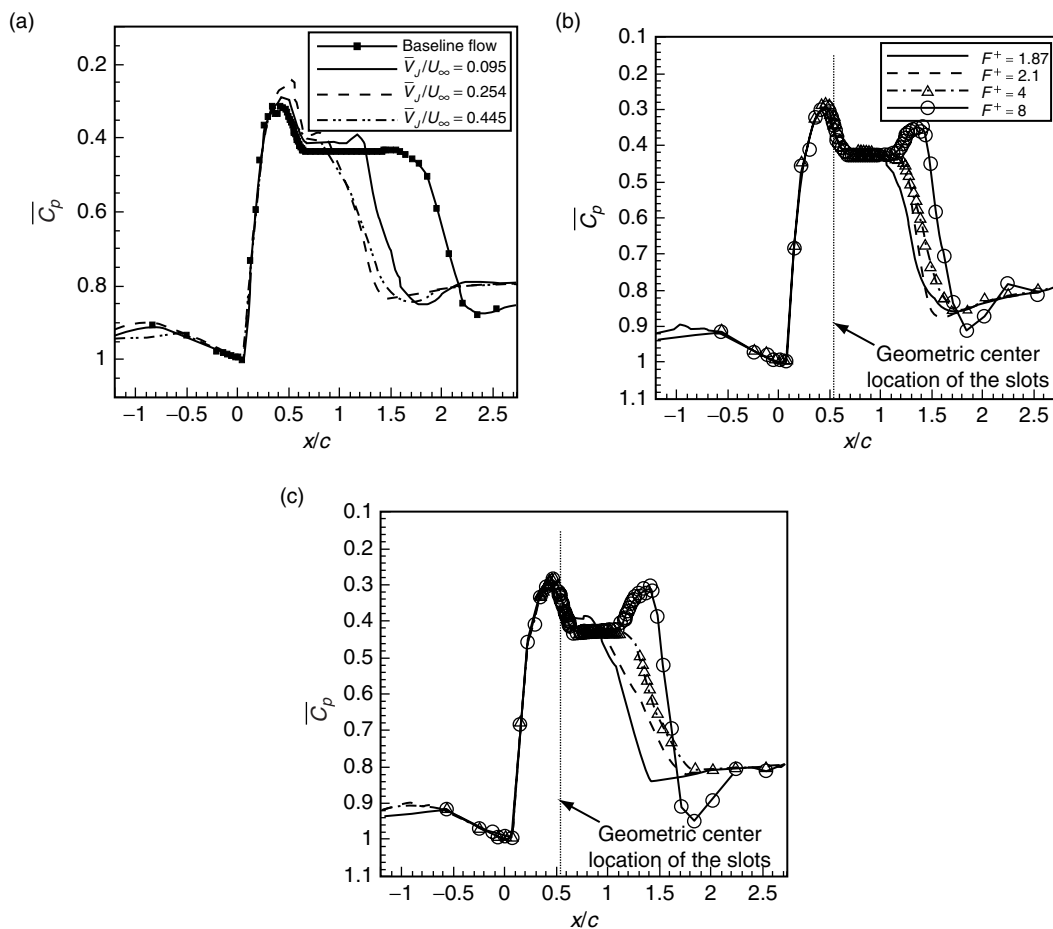 (a)
0.2
0.4
0.6
0.8
1
C̅p
−1 −0.5 0 0.5 1 1.5 2 2.5
x/c
Baseline flow
V̅J/U∞ = 0.095
V̅J/U∞ = 0.254
V̅J/U∞ = 0.445
(b)
0.1
0.2
0.3
0.4
0.5
0.6
0.7
0.8
0.9
1
1.1
C̅p
−1 −0.5 0 0.5 1 1.5 2 2.5
x/c
F+ = 1.87
F+ = 2.1
F+ = 4
F+ = 8
Geometric center
location of the slots
(c)
0.1
0.2
0.3
0.4
0.5
0.6
0.7
0.8
0.9
1
1.1
C̅p
−1 −0.5 0 0.5 1 1.5 2 2.5
x/c
Geometric center
location of the slots